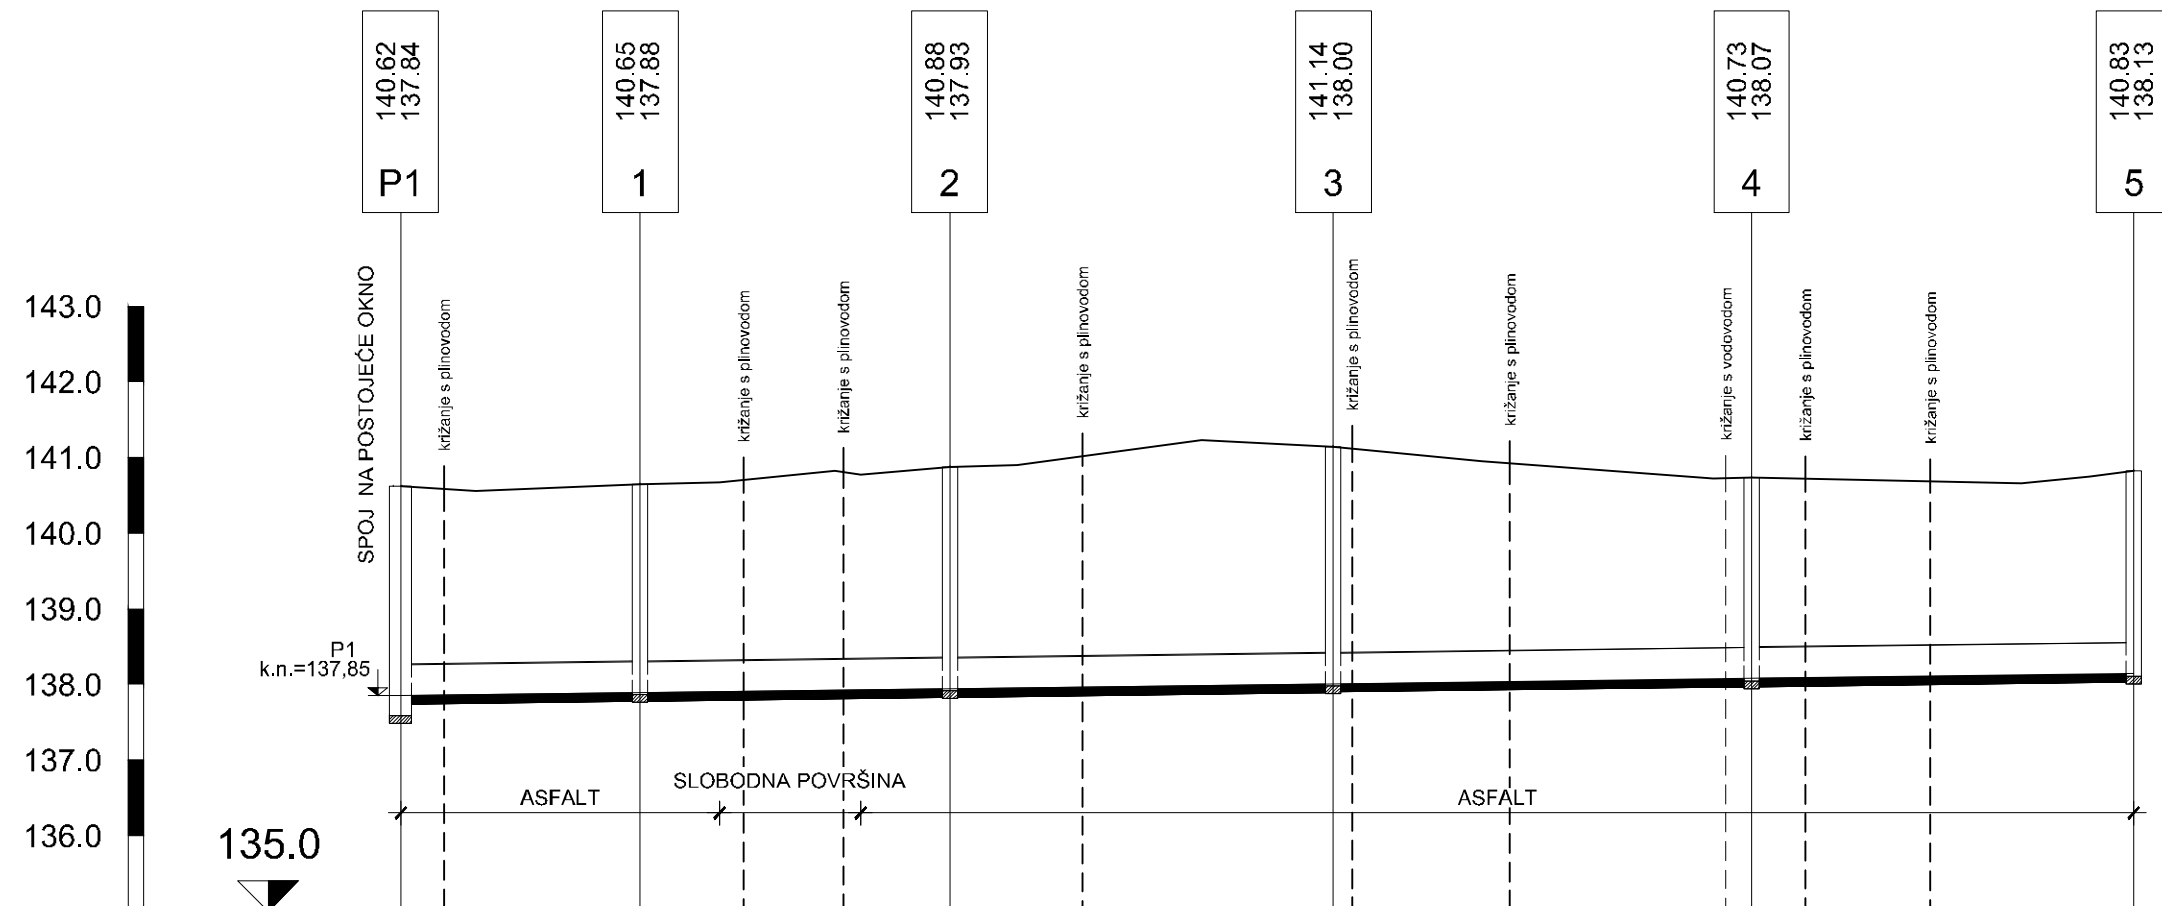 140.62
137.84
P1
140.65
137.88
1
140.88
137.93
2
141.14
138.00
3
140.73
138.07
4
140.83
138.13
5
SPOJ NA POSTOJEĆE OKNO
križanje s plinovodom
križanje s plinovodom
križanje s plinovodom
križanje s plinovodom
križanje s plinovodom
križanje s plinovodom
križanje s vodovodom
križanje s plinovodom
križanje s plinovodom
143.0
142.0
141.0
140.0
139.0
138.0
137.0
136.0
P1
k.n.=137,85
ASFALT
SLOBODNA POVRŠINA
ASFALT
135.0